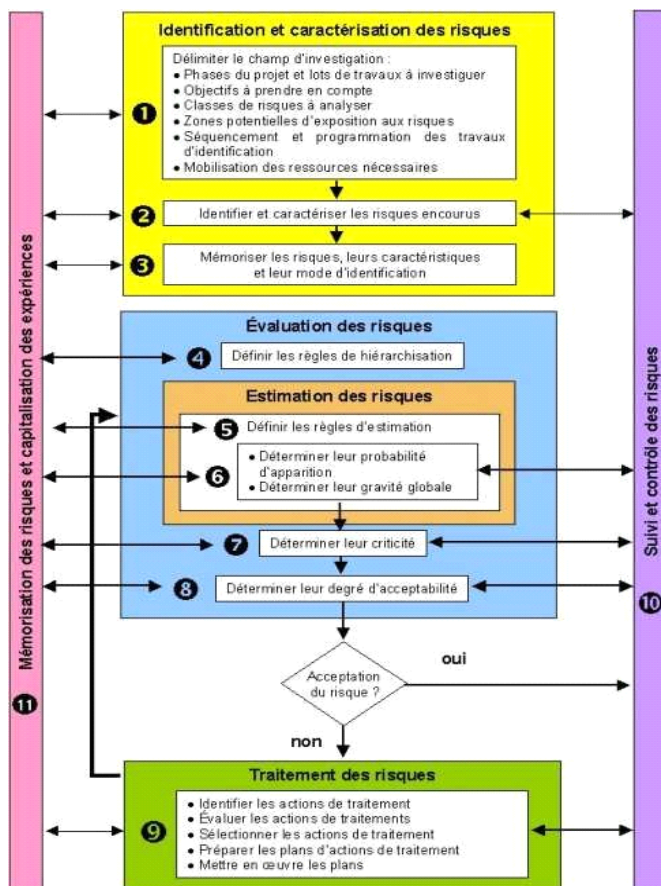 Identification et caractérisation des risques
Délimiter le champ d'investigation :
● Phases du projet et lots de travaux à investiguer
● Objectifs à prendre en compte
● Classes de risques à analyser
● Zones potentielles d'exposition aux risques
● Séquencement et programmation des travaux
d'identification
● Mobilisation des ressources nécessaires
1
2
Identifier et caractériser les risques encourus
3
Mémoriser les risques, leurs caractéristiques
et leur mode d'identification
Évaluation des risques
4
Définir les règles de hiérarchisation
Estimation des risques
5
Définir les règles d'estimation
6
● Déterminer leur probabilité
d'apparition
● Déterminer leur gravité globale
7
Déterminer leur criticité
8
Déterminer leur degré d'acceptabilité
Acceptation
du risque ?
oui
non
Traitement des risques
9
● Identifier les actions de traitement
● Évaluer les actions de traitements
● Sélectionner les actions de traitement
● Préparer les plans d'actions de traitement
● Mettre en œuvre les plans
Suivi et contrôle des risques
10
Mémorisation des risques et capitalisation des expériences
11